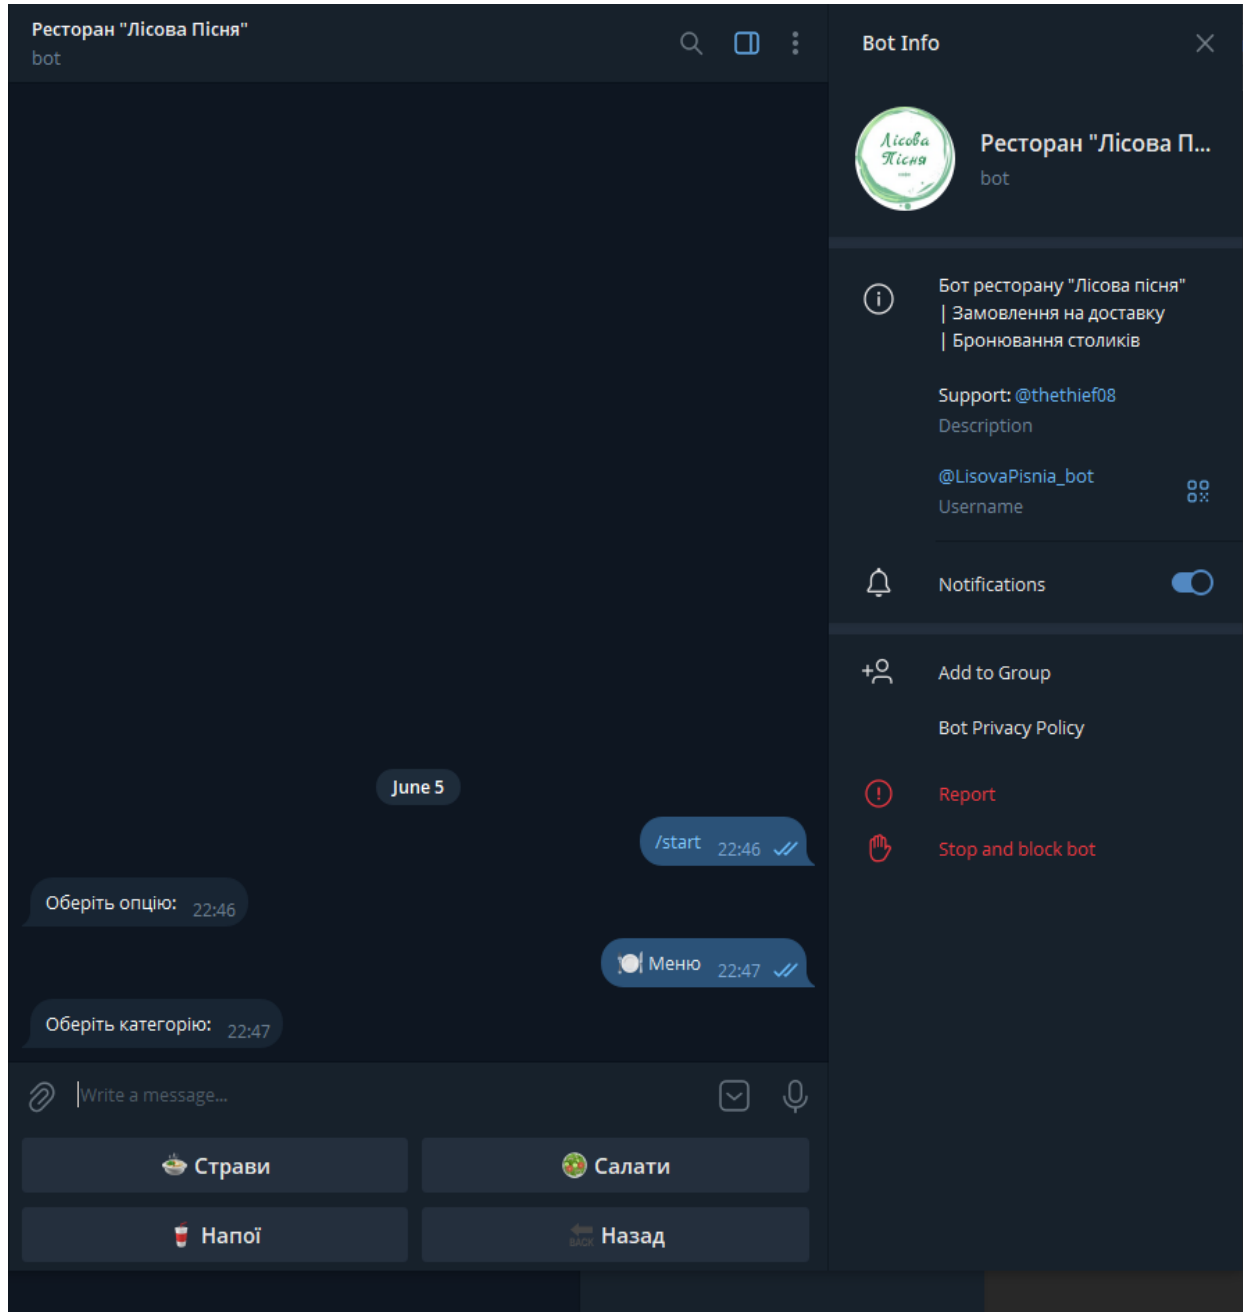 Ресторан "Лісова Пісня"
bot
Bot Info
Лісова
Пісня
Ресторан "Лісова П...
bot
Бот ресторану "Лісова пісня"
| Замовлення на доставку
| Бронювання столиків
Support: @thethief08
Description
@LisovaPisnia_bot
Username
Notifications
Add to Group
Bot Privacy Policy
Report
Stop and block bot
June 5
/start 22:46
Оберіть опцію: 22:46
Меню 22:47
Оберіть категорію: 22:47
Write a message...
Страви
Салати
Напої
BACK Назад